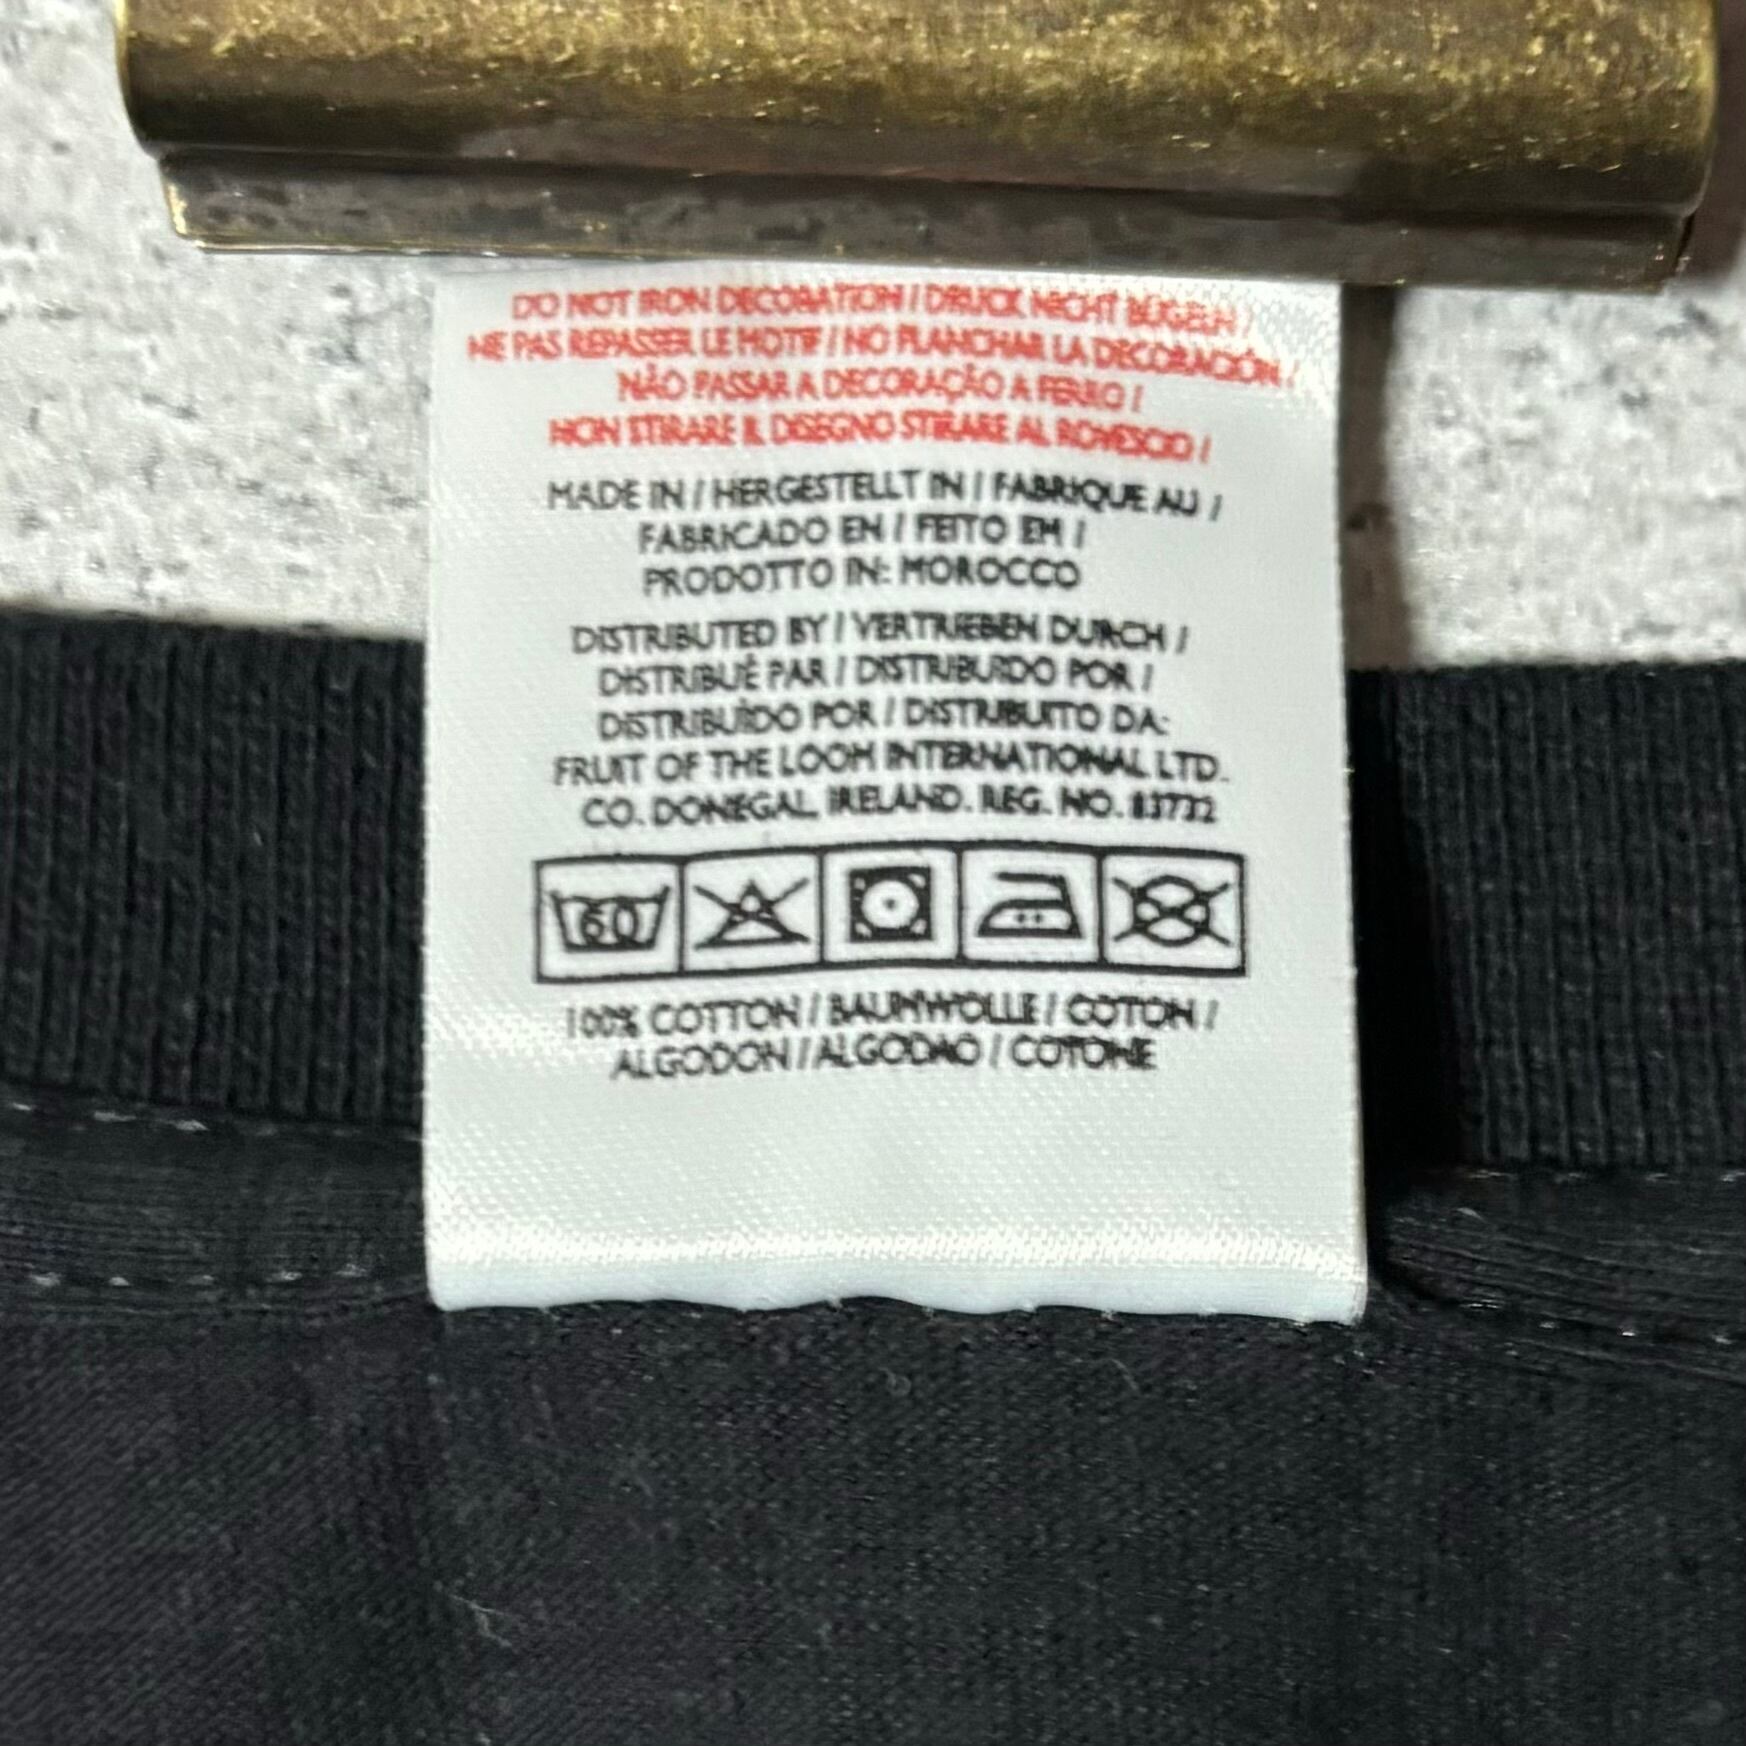 DO NOT IRON DECORATION / DRUCK NICHT BÜGELN /
NE PAS REPASSER LE MOTIF / NO PLANCHAR LA DECORACIÓN /
NÃO PASSAR A DECORAÇÃO A FERRO /
NON STIRARE IL DISEGNO STIRARE AL ROVESCIO /
MADE IN / HERGESTELLT IN / FABRIQUE AU /
FABRICADO EN / FEITO EM /
PRODOTTO IN: MOROCCO
DISTRIBUTED BY / VERTRIEBEN DURCH /
DISTRIBUÉ PAR / DISTRIBUIDO POR /
DISTRIBUÍDO POR / DISTRIBUITO DA:
FRUIT OF THE LOOM INTERNATIONAL LTD.
CO. DONEGAL, IRELAND. REG. NO. 83732
60
100% COTTON / BAUMWOLLE / COTON /
ALGODON / ALGODAO / COTONE